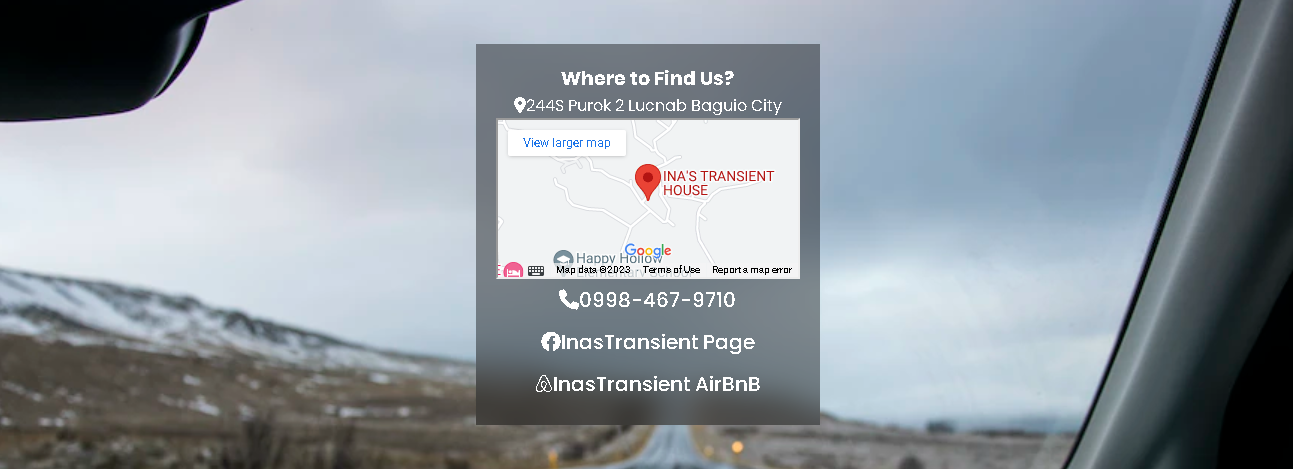 Where to Find Us?
244S Purok 2 Lucnab Baguio City
View larger map
INA'S TRANSIENT
HOUSE
Google
Happy Hollow
Map data ©2023 Terms of Use Report a map error
0998-467-9710
InasTransient Page
InasTransient AirBnB